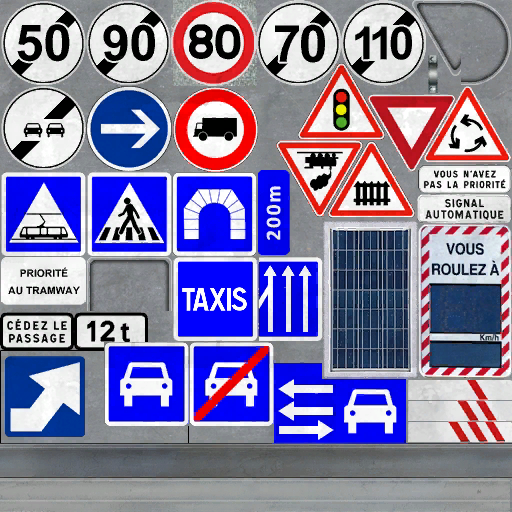 50
90
80
70
110
VOUS N'AVEZ
PAS LA PRIORITÉ
SIGNAL
AUTOMATIQUE
200m
PRIORITÉ
AU TRAMWAY
TAXIS
VOUS
ROULEZ À
Km/h
CÉDEZ LE
PASSAGE
12 t